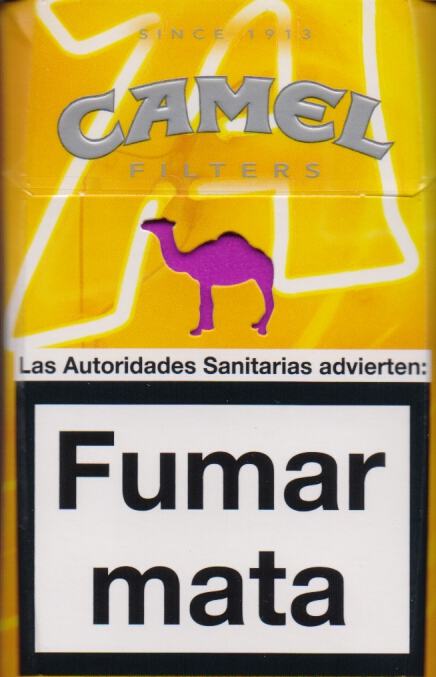 SINCE 1913
CAMEL
FILTERS
Las Autoridades Sanitarias advierten:
Fumar
mata